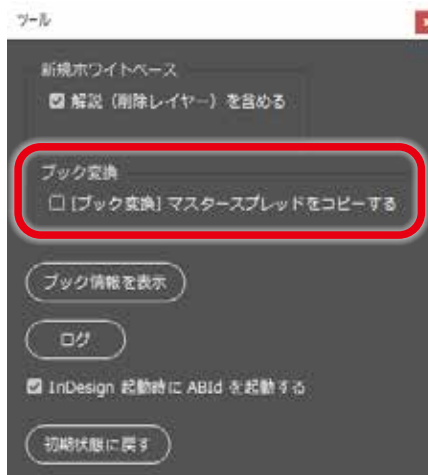 ツール
新規ホワイトベース
解説（削除レイヤー）を含める
ブック変換
[ブック変換] マスタースプレッドをコピーする
ブック情報を表示
ログ
InDesign 起動時に ABId を起動する
初期状態に戻す